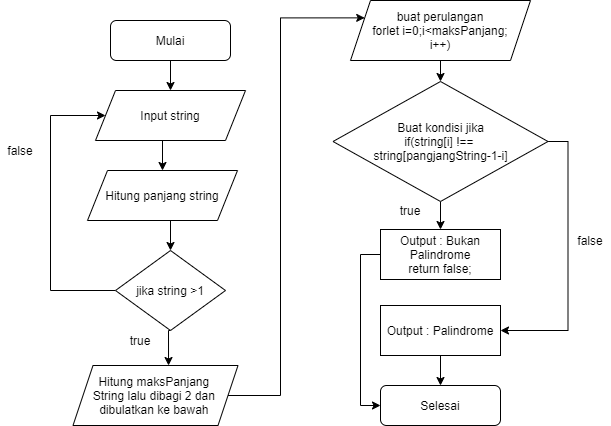 Mulai
Input string
false
Hitung panjang string
jika string >1
true
Hitung maksPanjang
String lalu dibagi 2 dan
dibulatkan ke bawah
buat perulangan
forlet i=0;i<maksPanjang;
i++)
Buat kondisi jika
if(string[i] !==
string[pangjangString-1-i]
true
false
Output : Bukan
Palindrome
return false;
Output : Palindrome
Selesai